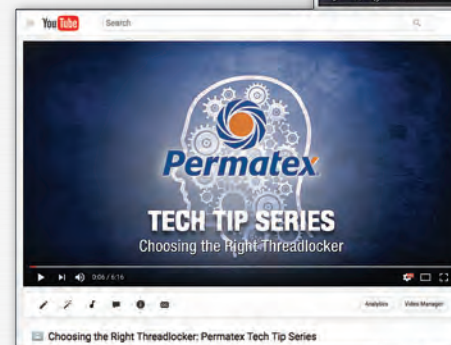 YouTube Search
Permatex
TECH TIP SERIES
Choosing the Right Threadlocker
0:06 / 6:16
Analytics Video Manager
Choosing the Right Threadlocker: Permatex Tech Tip Series